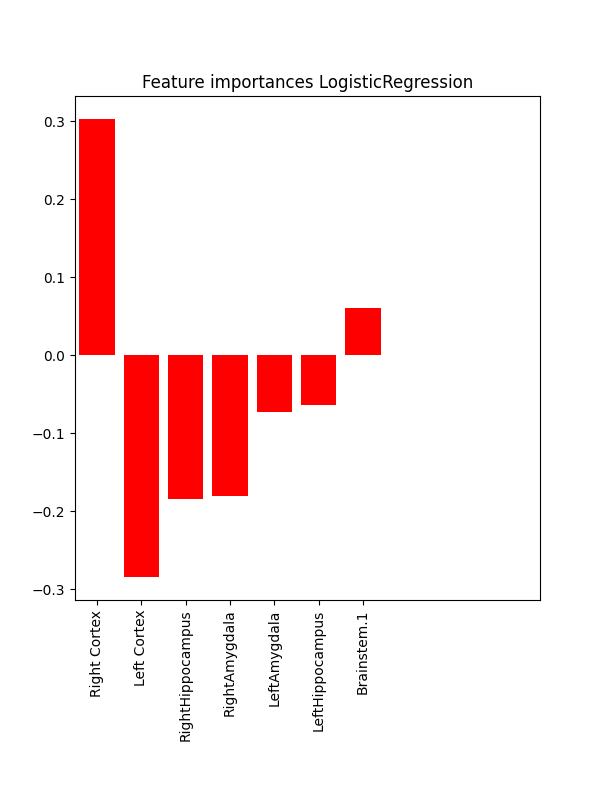 Feature importances LogisticRegression
0.3
0.2
0.1
0.0
−0.1
−0.2
−0.3
Right Cortex
Left Cortex
RightHippocampus
RightAmygdala
LeftAmygdala
LeftHippocampus
Brainstem.1